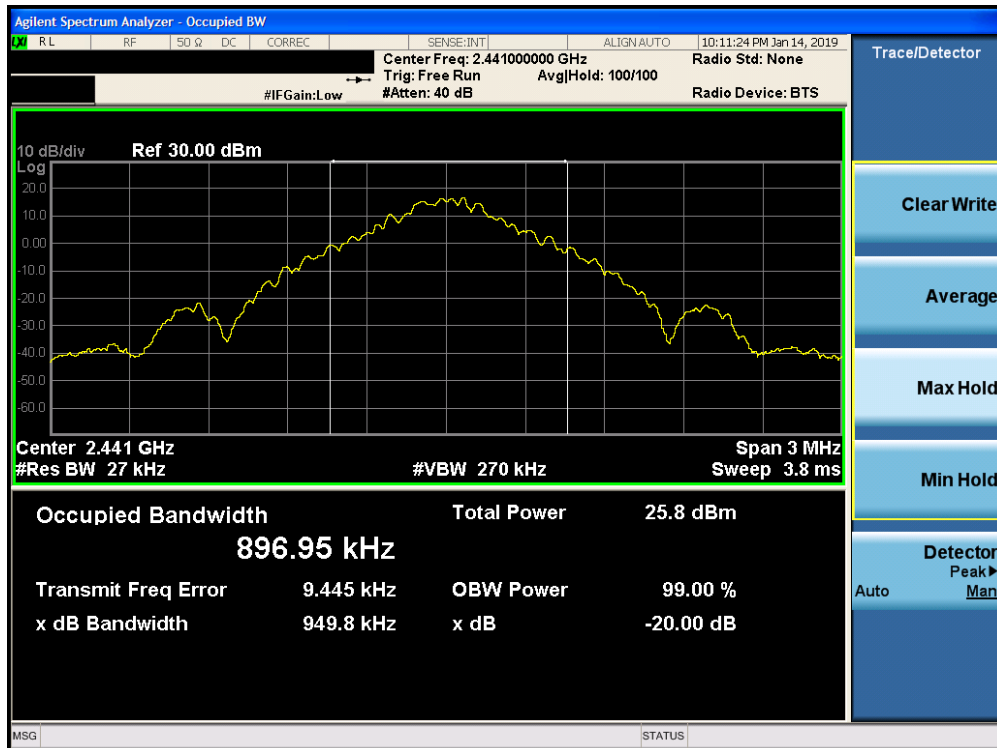 Agilent Spectrum Analyzer - Occupied BW
LXI RL RF 50 Ω DC CORREC SENSE:INT ALIGN AUTO 10:11:24 PM Jan 14, 2019
Center Freq: 2.441000000 GHz Radio Std: None
Trig: Free Run Avg|Hold: 100/100
#IFGain:Low #Atten: 40 dB Radio Device: BTS
10 dB/div Ref 30.00 dBm
Log
20.0
10.0
0.00
-10.0
-20.0
-30.0
-40.0
-50.0
-60.0
Center 2.441 GHz Span 3 MHz
#Res BW 27 kHz #VBW 270 kHz Sweep 3.8 ms
Occupied Bandwidth Total Power 25.8 dBm
896.95 kHz
Transmit Freq Error 9.445 kHz OBW Power 99.00 %
x dB Bandwidth 949.8 kHz x dB -20.00 dB
MSG STATUS
Trace/Detector
Clear Write
Average
Max Hold
Min Hold
Detector
Peak▶
Auto Man